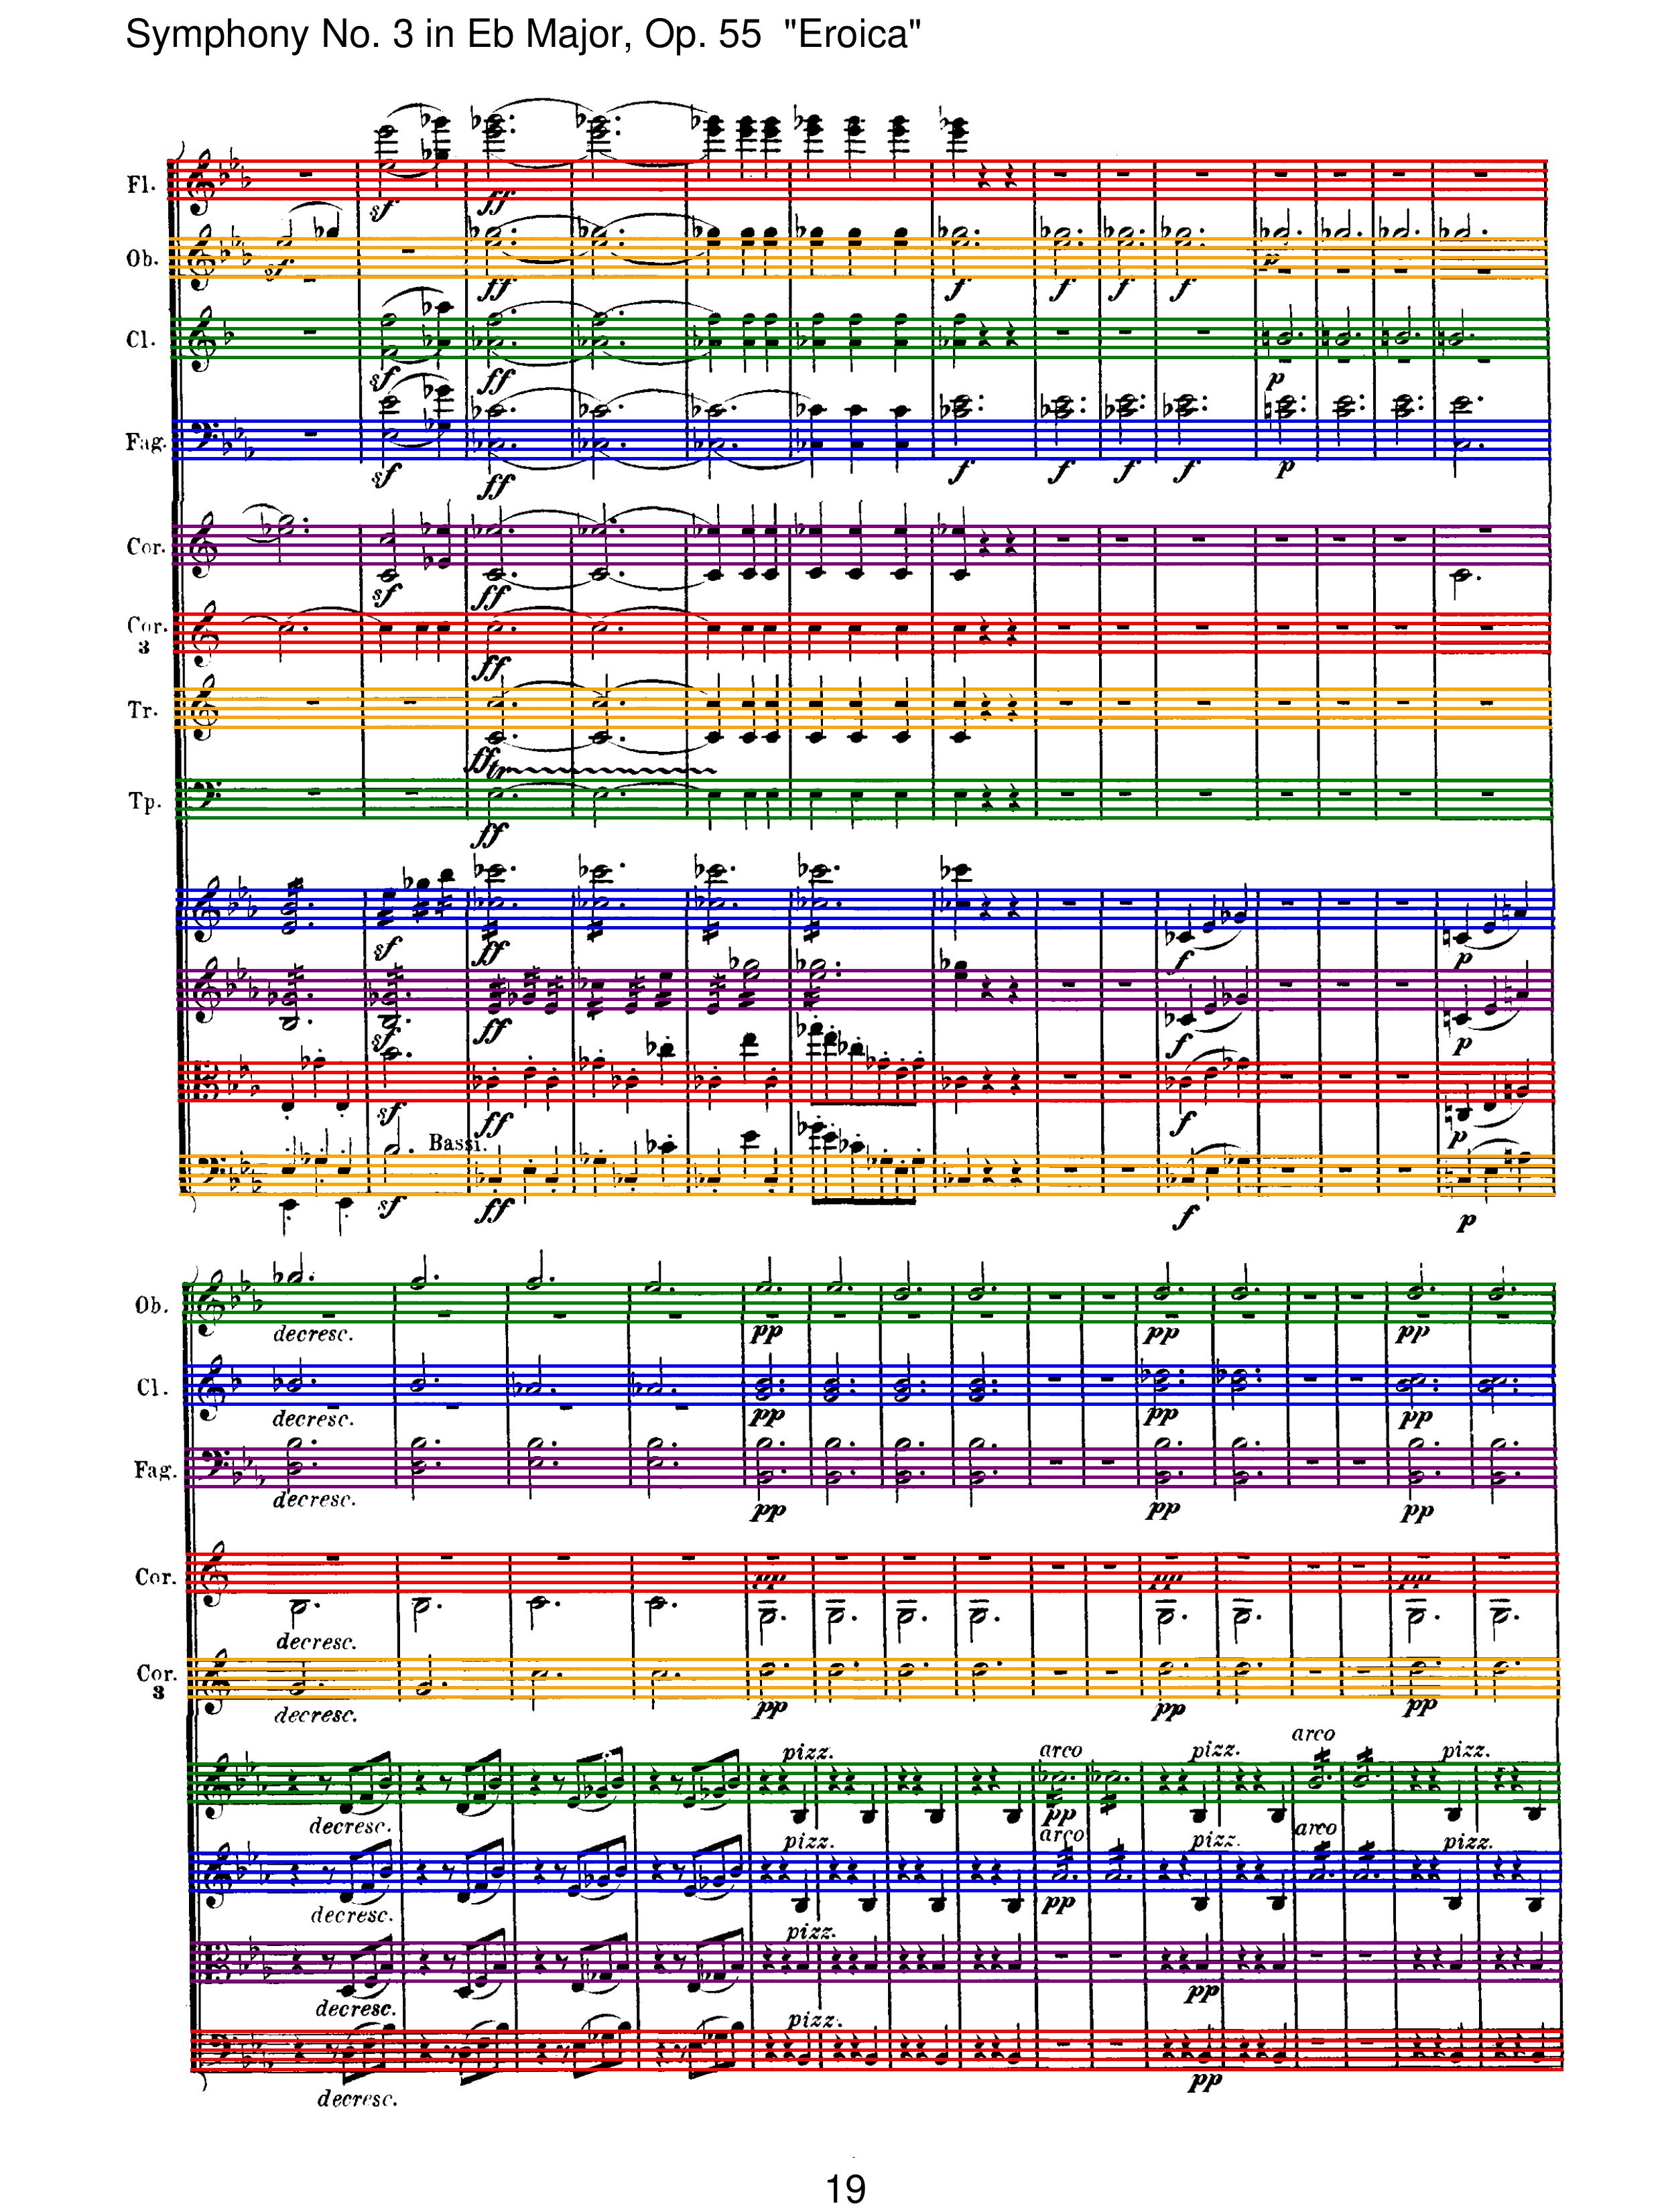 Symphony No. 3 in Eb Major, Op. 55 "Eroica"
Fl.
sf ff
Ob.
sf ff f f f f p
Cl.
sf ff p
Fag.
sf ff f f f f p
Cor.
sf ff
Cor. 3
ff
Tr.
ff tr
Tp.
ff
sf ff f p
sf ff f p
sf ff f p
Bassi.
sf ff f p
Ob.
decresc. pp pp pp
Cl.
decresc. pp pp pp
Fag.
decresc. pp pp pp
Cor.
pp pp pp
decresc.
Cor. 3
decresc. pp pp pp
pizz. arco pizz. arco pizz.
decresc. pp
pizz. arco pizz. arco pizz.
decresc. pp
pizz.
decresc. pp
pizz.
decresc. pp
19